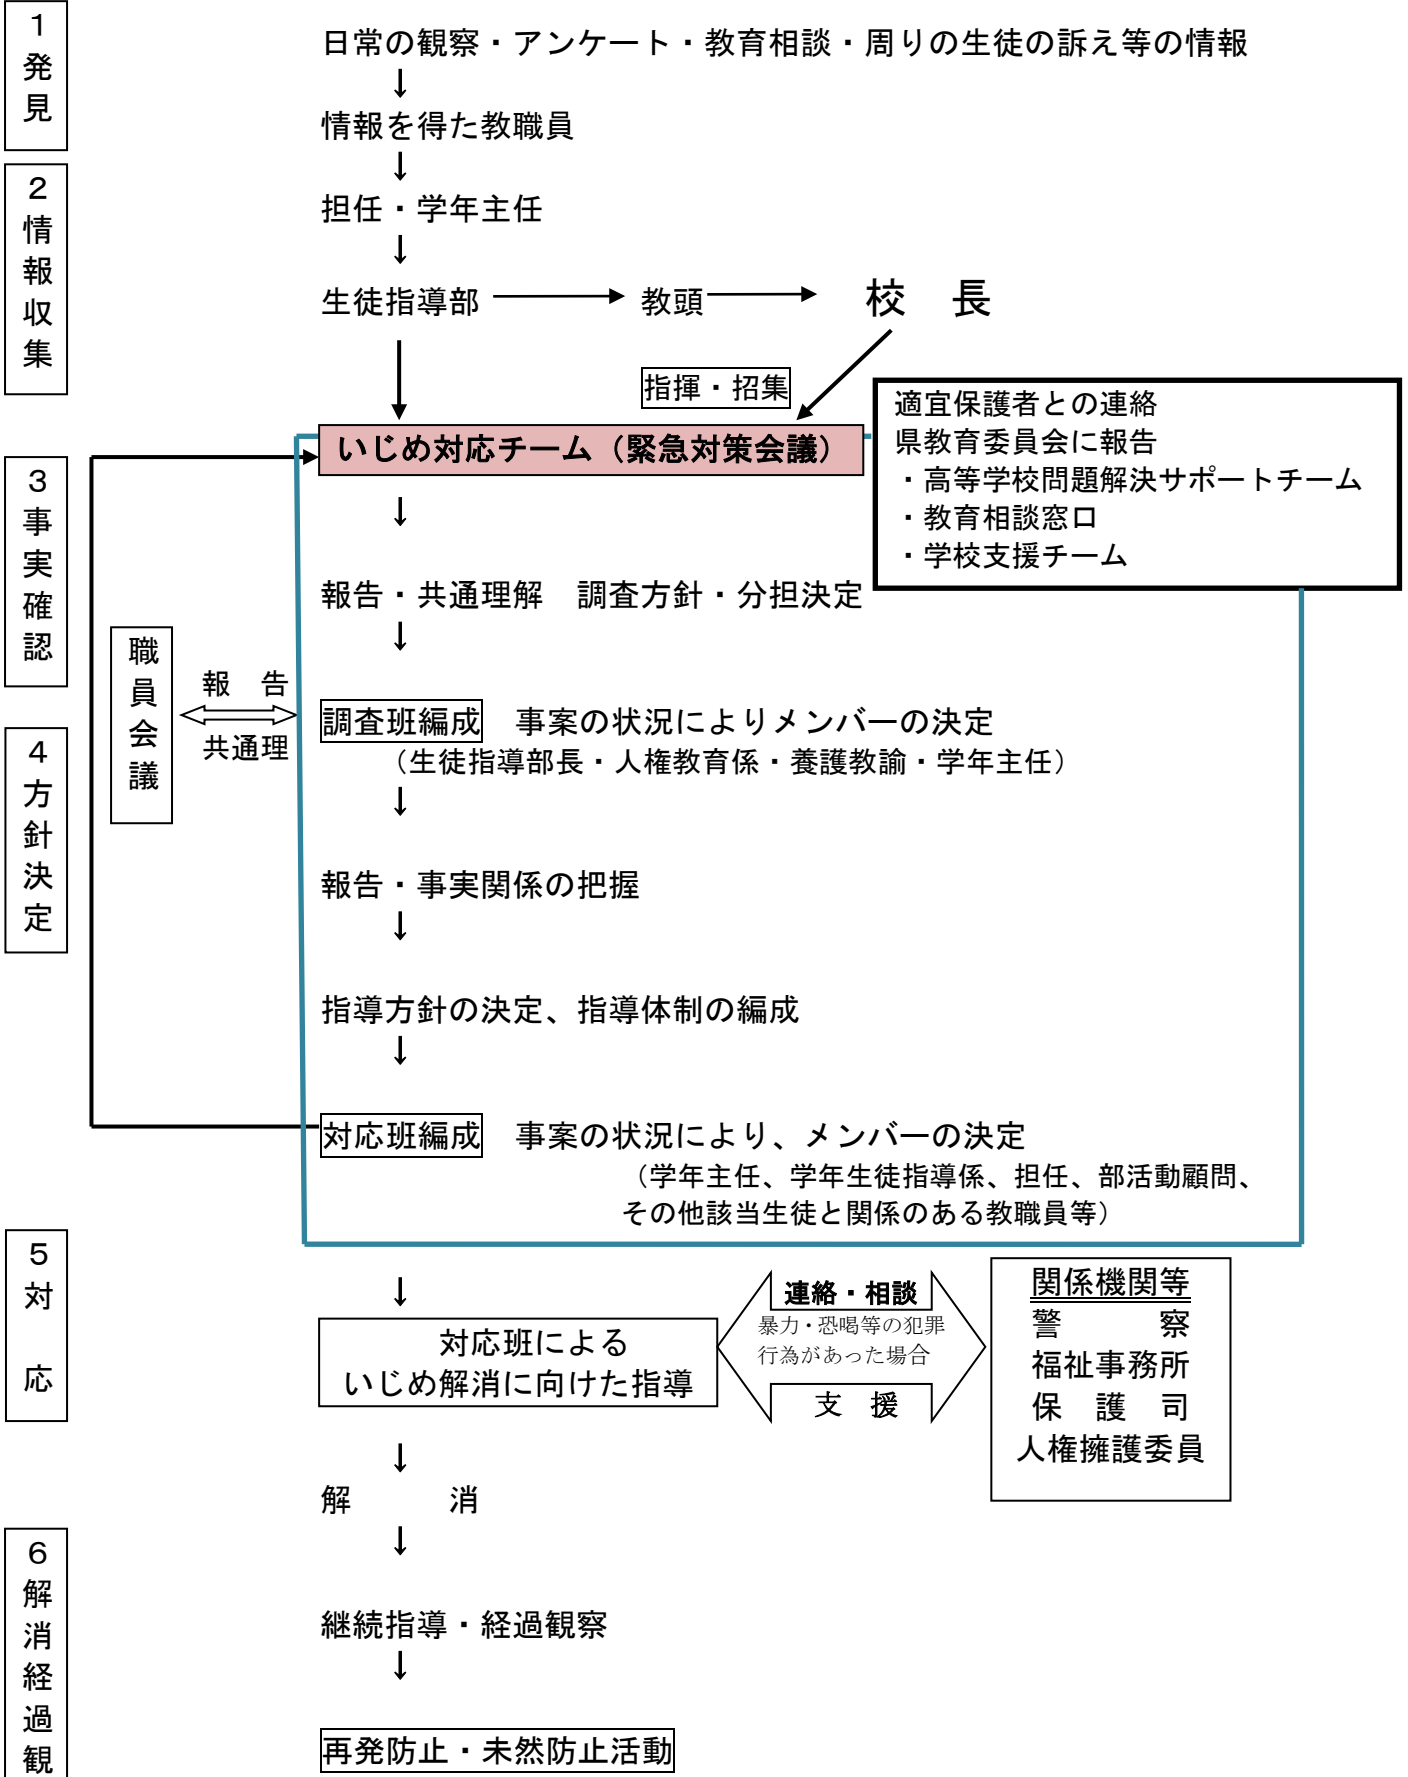 １
発
見
日常の観察・アンケート・教育相談・周りの生徒の訴え等の情報
↓
情報を得た教職員
↓
２
情
報
収
集
担任・学年主任
↓
生徒指導部
教頭
校　長
指揮・招集
適宜保護者との連絡
県教育委員会に報告
・高等学校問題解決サポートチーム
・教育相談窓口
・学校支援チーム
いじめ対応チーム（緊急対策会議）
↓
３
事
実
確
認
報告・共通理解　調査方針・分担決定
↓
職
員
会
議
報　告
共通理
調査班編成　事案の状況によりメンバーの決定
（生徒指導部長・人権教育係・養護教諭・学年主任）
↓
４
方
針
決
定
報告・事実関係の把握
↓
指導方針の決定、指導体制の編成
↓
対応班編成　事案の状況により、メンバーの決定
（学年主任、学年生徒指導係、担任、部活動顧問、
その他該当生徒と関係のある教職員等）
５
対
応
↓
対応班による
いじめ解消に向けた指導
連絡・相談
暴力・恐喝等の犯罪
行為があった場合
支　援
関係機関等
警　　　察
福祉事務所
保　護　司
人権擁護委員
↓
解　　　消
↓
６
解
消
経
過
観
継続指導・経過観察
↓
再発防止・未然防止活動